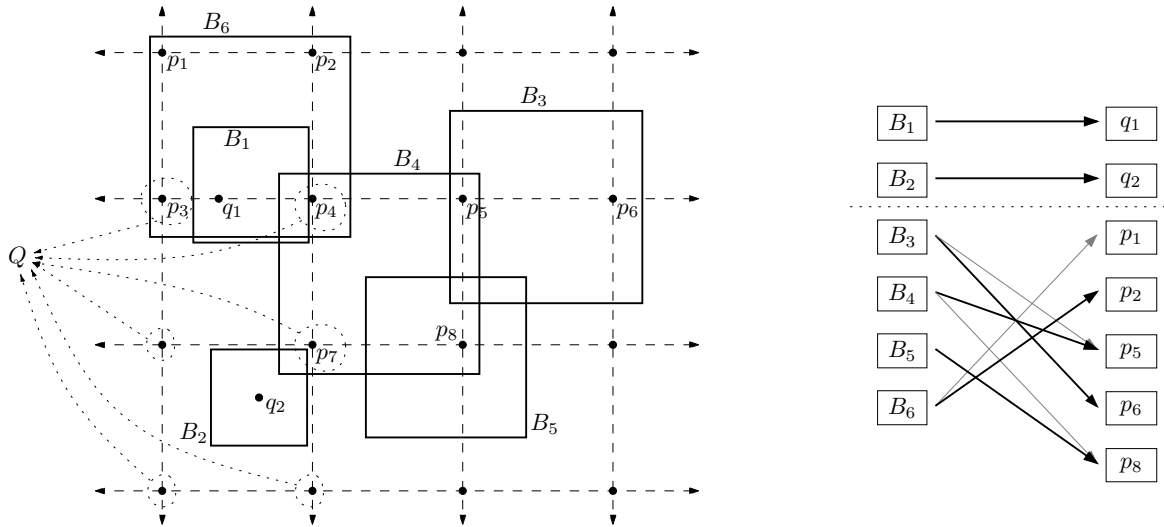 B₆
p₁
p₂
B₃
B₁
B₄
p₃
q₁
p₄
p₅
p₆
Q
p₇
p₈
B₂
q₂
B₅
B₁ q₁
B₂ q₂
B₃ p₁
B₄ p₂
B₅ p₅
B₆ p₆
p₈